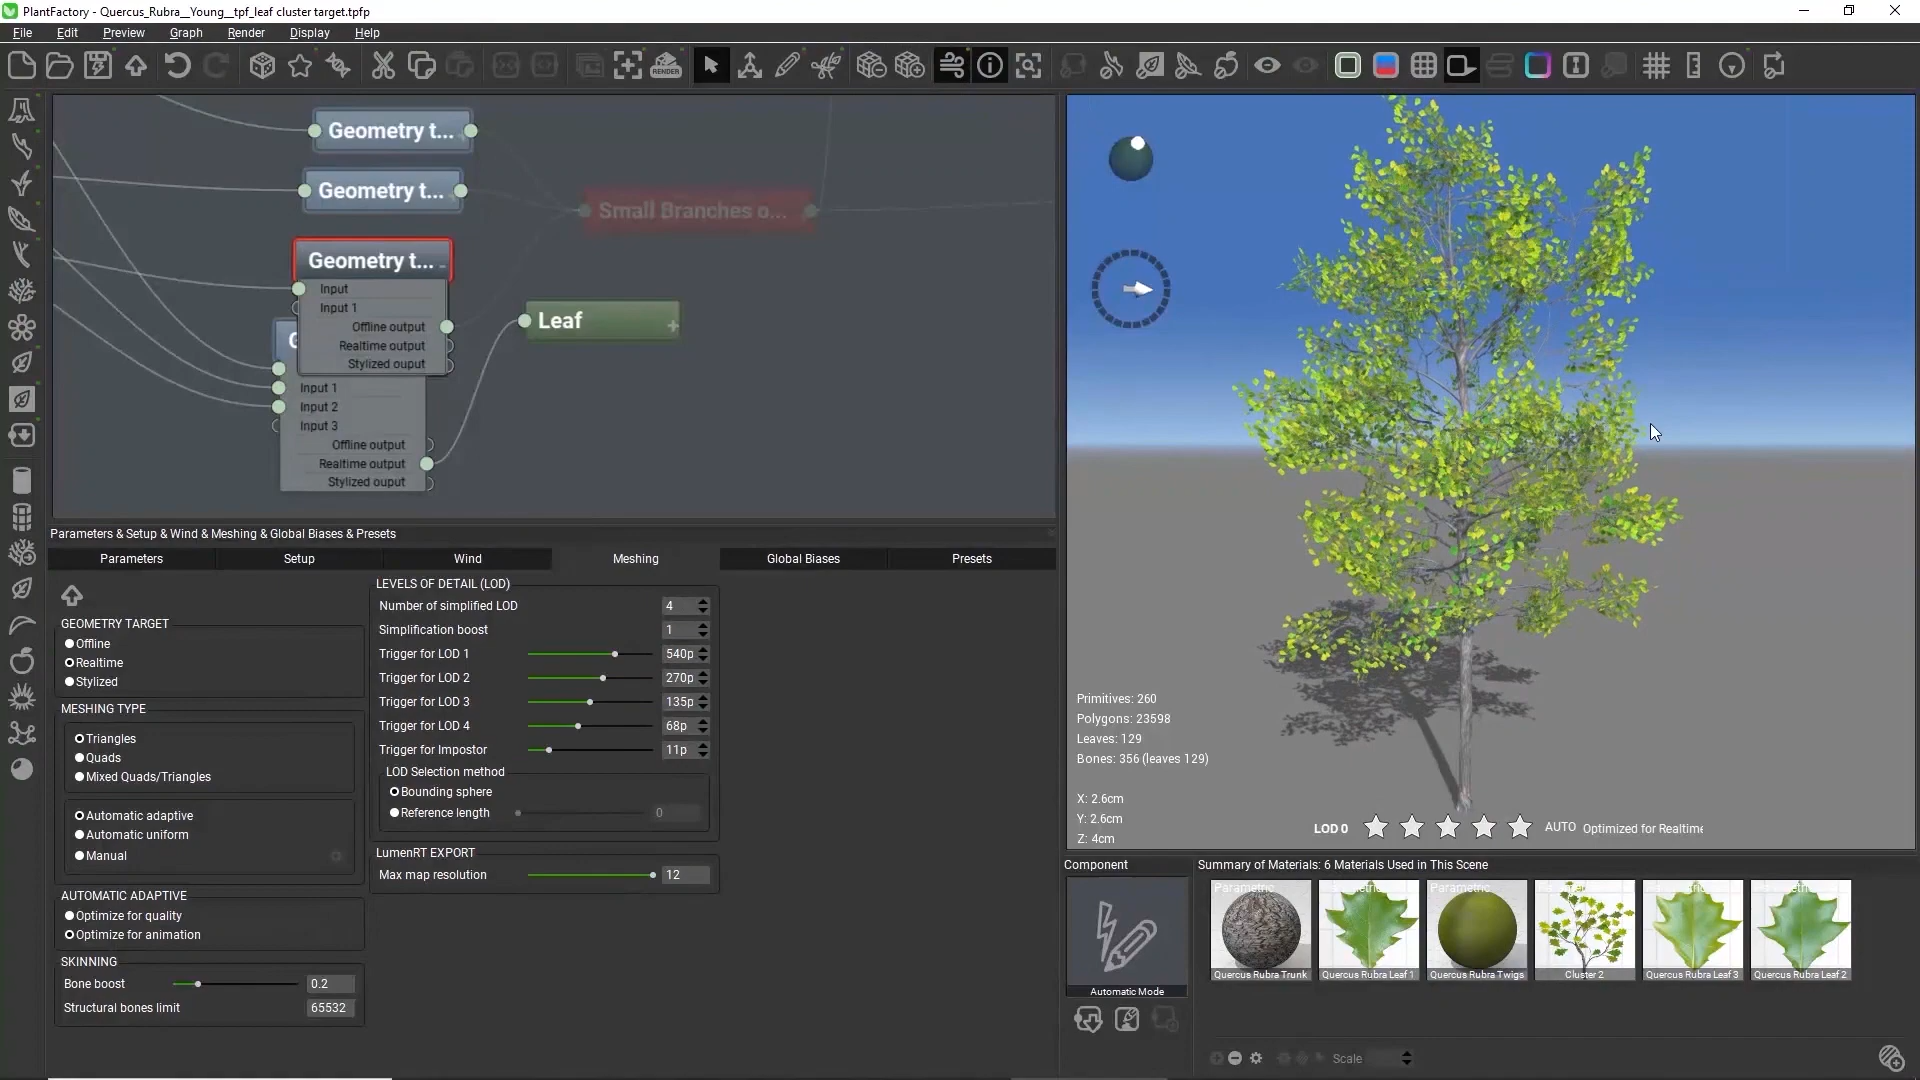 PlantFactory - Quercus_Rubra__Young__tpf_leaf cluster target.tpfp
File Edit Preview Graph Render Display Help
RENDER
Geometry t...
Geometry t...
Small Branches o...
Geometry t...
Input
Input 1
Offline output
Realtime output
Stylized ouput
Leaf
Input 1
Input 2
Input 3
Offline output
Realtime output
Stylized ouput
Parameters & Setup & Wind & Meshing & Global Biases & Presets
Parameters Setup Wind Meshing Global Biases Presets
GEOMETRY TARGET
Offline
Realtime
Stylized
MESHING TYPE
Triangles
Quads
Mixed Quads/Triangles
Automatic adaptive
Automatic uniform
Manual
AUTOMATIC ADAPTIVE
Optimize for quality
Optimize for animation
SKINNING
Bone boost 0.2
Structural bones limit 65532
LEVELS OF DETAIL (LOD)
Number of simplified LOD 4
Simplification boost 1
Trigger for LOD 1 540p
Trigger for LOD 2 270p
Trigger for LOD 3 135p
Trigger for LOD 4 68p
Trigger for Impostor 11p
LOD Selection method
Bounding sphere
Reference length 0
LumenRT EXPORT
Max map resolution 12
Primitives: 260
Polygons: 23598
Leaves: 129
Bones: 356 (leaves 129)
X: 2.6cm
Y: 2.6cm
Z: 4cm
LOD 0 AUTO Optimized for Realtime
Component
Automatic Mode
Summary of Materials: 6 Materials Used in This Scene
Parametric
Quercus Rubra Trunk
Quercus Rubra Leaf 1
Parametric
Quercus Rubra Twigs
Cluster 2
Quercus Rubra Leaf 3
Quercus Rubra Leaf 2
Scale